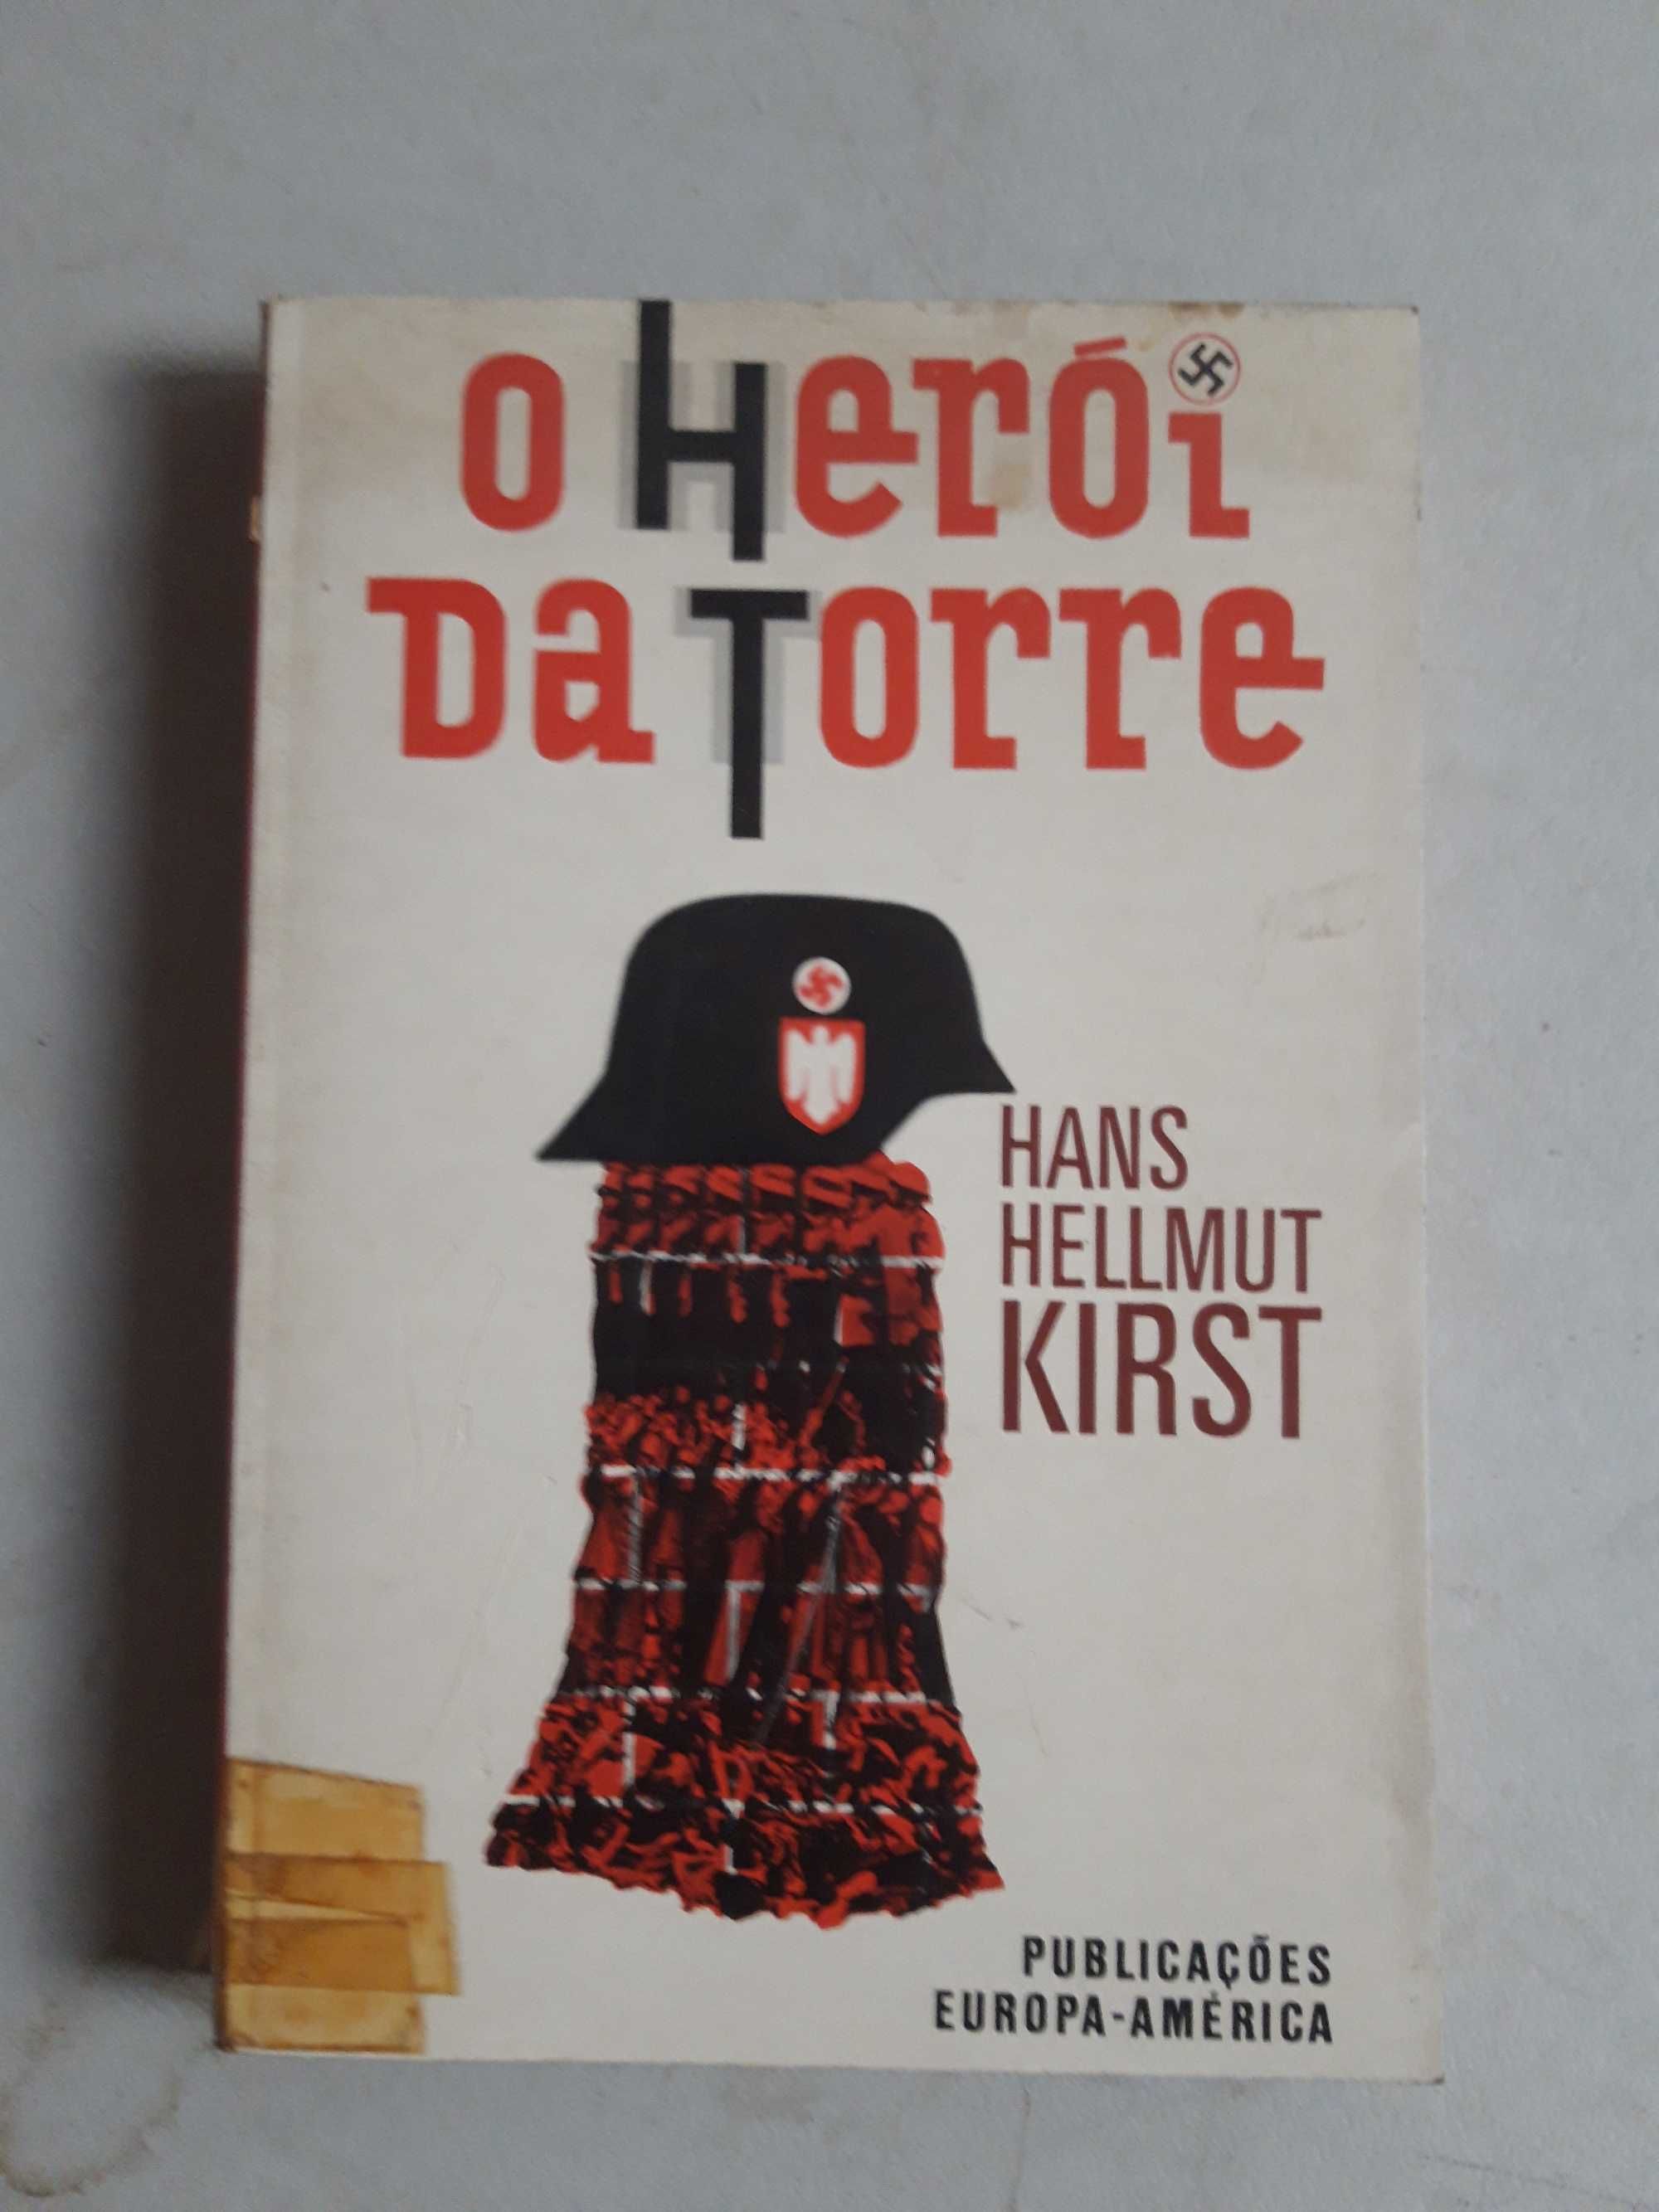 O Herói
Da Torre
HANS
HELLMUT
KIRST
PUBLICAÇÕES
EUROPA-AMÉRICA